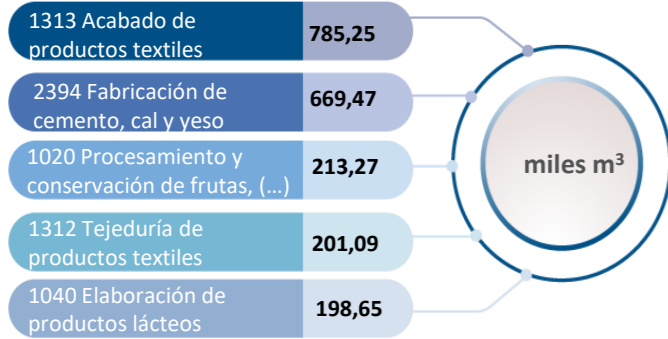 1313 Acabado de
productos textiles
785,25
2394 Fabricación de
cemento, cal y yeso
669,47
1020 Procesamiento y
conservación de frutas, (...)
213,27
1312 Tejeduría de
productos textiles
201,09
1040 Elaboración de
productos lácteos
198,65
miles m³